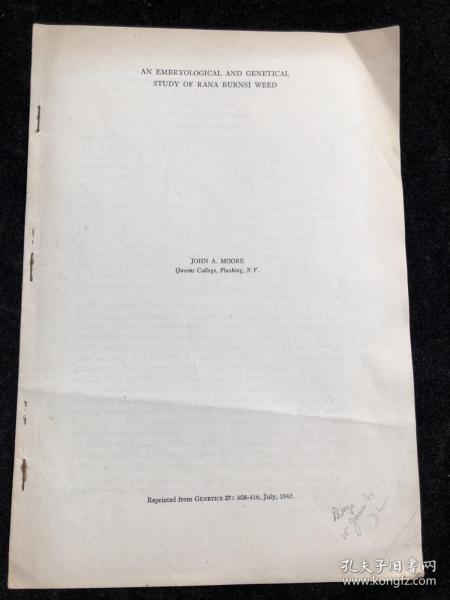 AN EMBRYOLOGICAL AND GENETICAL
STUDY OF RANA BURNSI WEED
JOHN A. MOORE
Queens College, Flushing, N.Y.
Reprinted from GENETICS 27: 408-416, July, 1942
June
孔夫子旧书网
www.kongfz.com